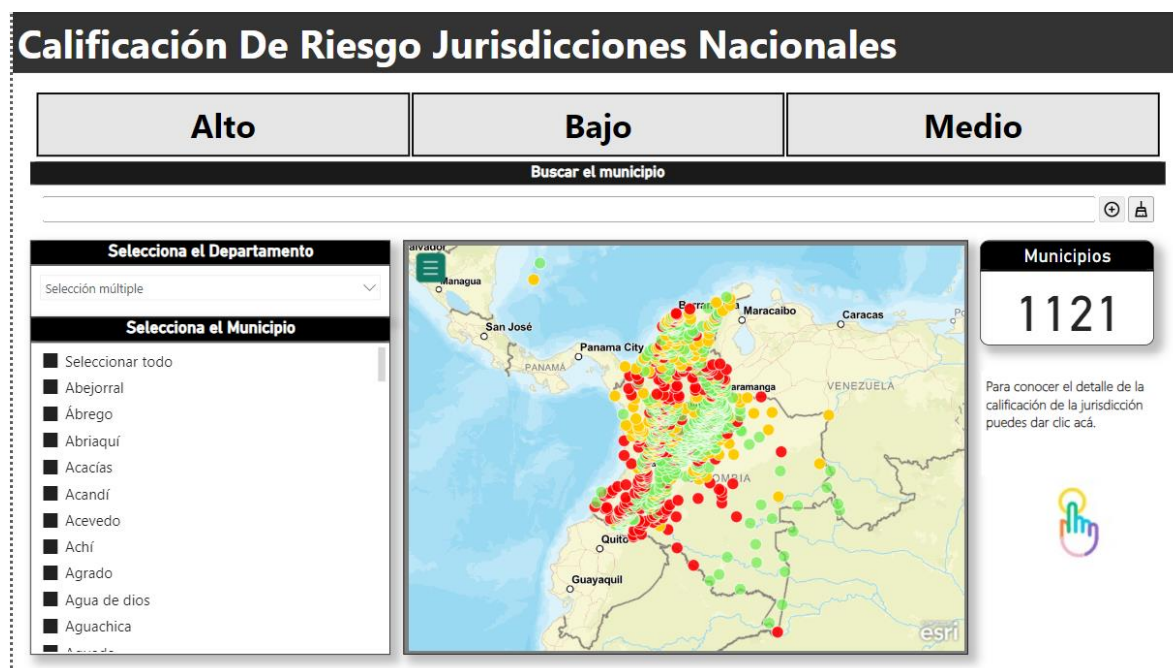 Calificación De Riesgo Jurisdicciones Nacionales
Alto
Bajo
Medio
Buscar el municipio
Selecciona el Departamento
Selección múltiple
Selecciona el Municipio
Seleccionar todo
Abejorral
Ábrego
Abriaquí
Acacías
Acandí
Acevedo
Achí
Agrado
Agua de dios
Aguachica
Managua
San José
Panama City
PANAMÁ
Maracaibo
Caracas
aramanga
VENEZUELA
OMBIA
Quito
Guayaquil
esri
Municipios
1121
Para conocer el detalle de la
calificación de la jurisdicción
puedes dar clic acá.